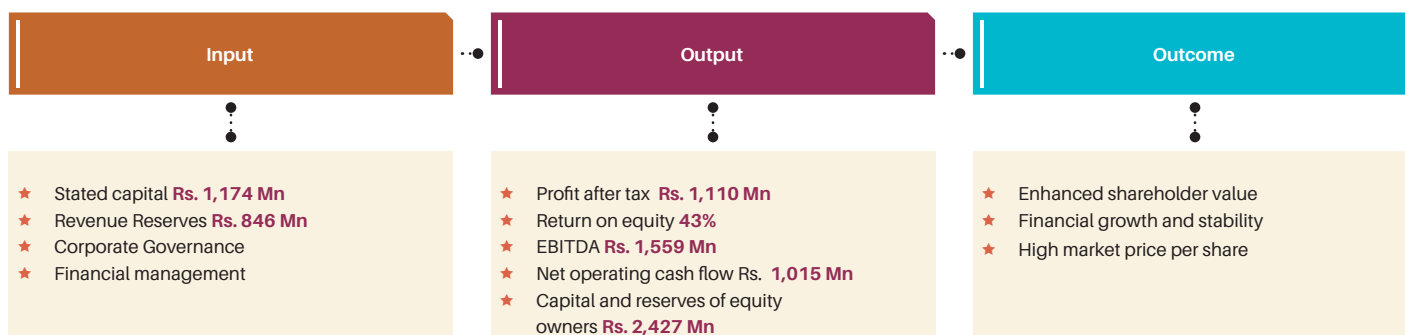 Input
Output
Outcome
Stated capital Rs. 1,174 Mn
Revenue Reserves Rs. 846 Mn
Corporate Governance
Financial management
Profit after tax Rs. 1,110 Mn
Return on equity 43%
EBITDA Rs. 1,559 Mn
Net operating cash flow Rs. 1,015 Mn
Capital and reserves of equity
owners Rs. 2,427 Mn
Enhanced shareholder value
Financial growth and stability
High market price per share